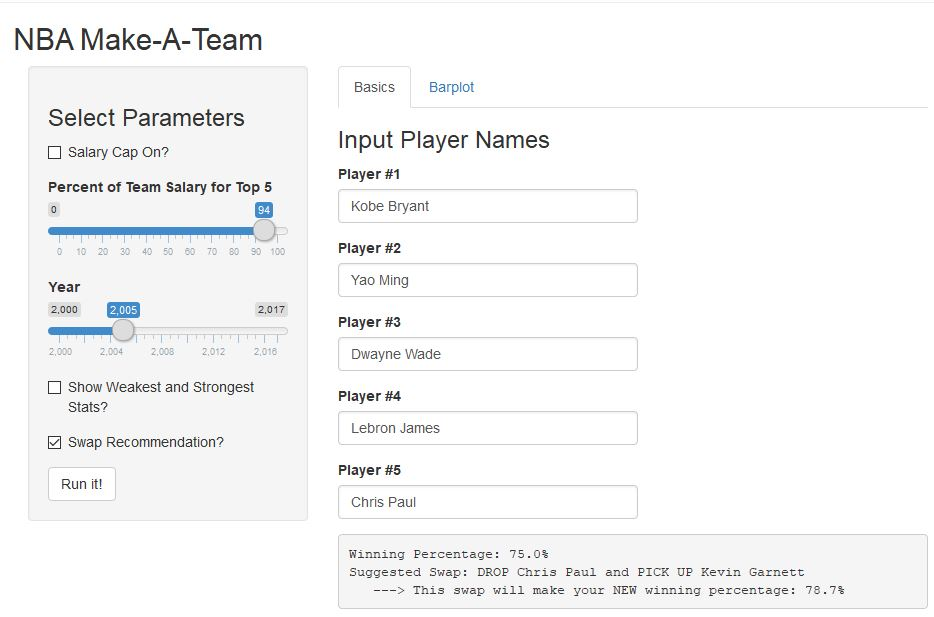 NBA Make-A-Team
Select Parameters
Salary Cap On?
Percent of Team Salary for Top 5
0 94
0 10 20 30 40 50 60 70 80 90 100
Year
2,000 2,005 2,017
2,000 2,004 2,008 2,012 2,016
Show Weakest and Strongest
Stats?
Swap Recommendation?
Run it!
Basics Barplot
Input Player Names
Player #1
Kobe Bryant
Player #2
Yao Ming
Player #3
Dwayne Wade
Player #4
Lebron James
Player #5
Chris Paul
Winning Percentage: 75.0%
Suggested Swap: DROP Chris Paul and PICK UP Kevin Garnett
---> This swap will make your NEW winning percentage: 78.7%